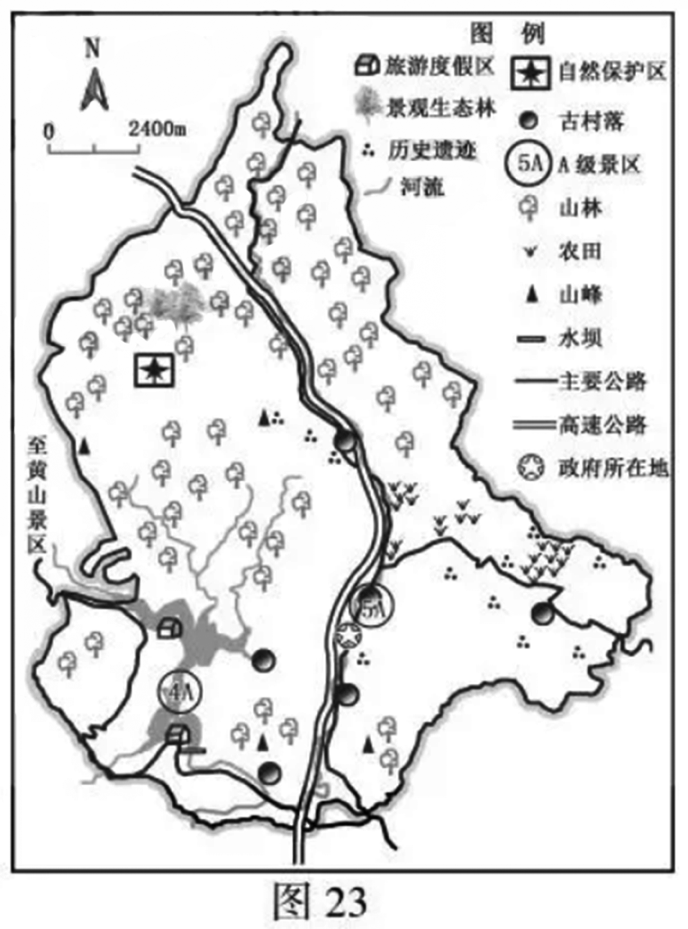 图 例
N
0 2400m
旅游度假区
景观生态林
历史遗迹
河流
自然保护区
古村落
5A A级景区
山林
农田
山峰
水坝
主要公路
高速公路
政府所在地
至黄山景区
5A
4A
图 23